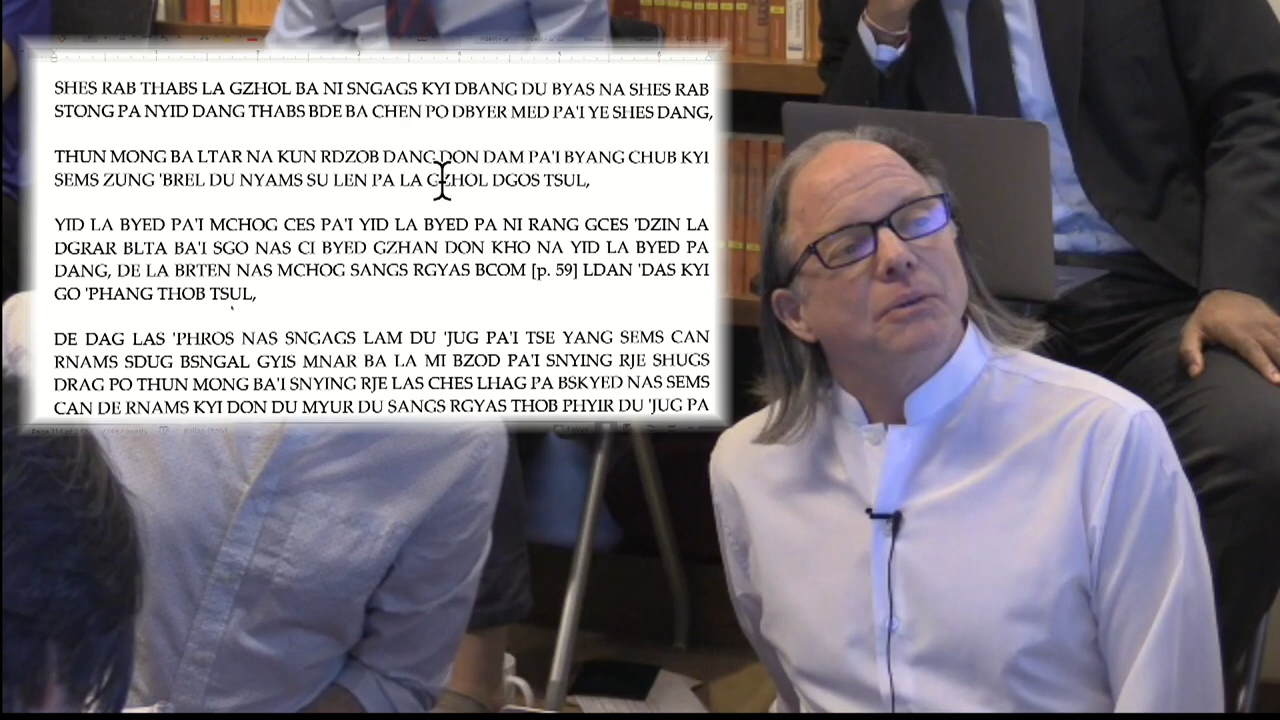 SHES RAB THABS LA GZHOL BA NI SNGAGS KYI DBANG DU BYAS NA SHES RAB
STONG PA NYID DANG THABS BDE BA CHEN PO DBYER MED PA'I YE SHES DANG,
THUN MONG BA LTAR NA KUN RDZOB DANG DON DAM PA'I BYANG CHUB KYI
SEMS ZUNG 'BREL DU NYAMS SU LEN PA LA GZHOL DGOS TSUL,
YID LA BYED PA'I MCHOG CES PA'I YID LA BYED PA NI RANG GCES 'DZIN LA
DGRAR BLTA BA'I SGO NAS CI BYED GZHAN DON KHO NA YID LA BYED PA
DANG, DE LA BRTEN NAS MCHOG SANGS RGYAS BCOM [p. 59] LDAN 'DAS KYI
GO 'PHANG THOB TSUL,
DE DAG LAS 'PHROS NAS SNGAGS LAM DU 'JUG PA'I TSE YANG SEMS CAN
RNAMS SDUG BSNGAL GYIS MNAR BA LA MI BZOD PA'I SNYING RJE SHUGS
DRAG PO THUN MONG BA'I SNYING RJE LAS CHES LHAG PA BSKYED NAS SEMS
CAN DE RNAMS KYI DON DU MYUR DU SANGS RGYAS THOB PHYIR DU 'JUG PA